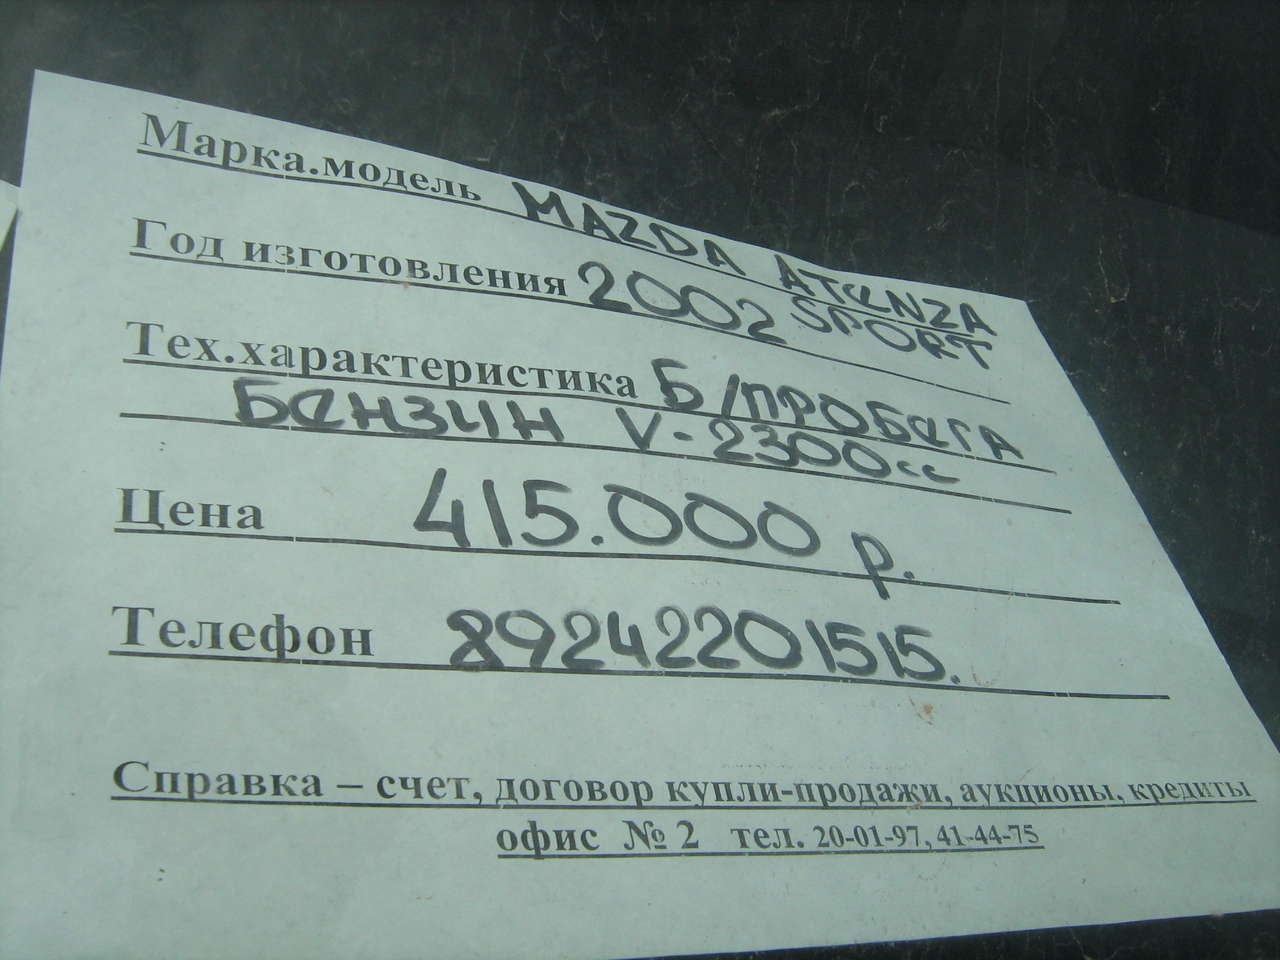 Марка.модель MAZDA ATENZA
SPORT
Год изготовления 2002
Тех.характеристика Б/ПРОБЕГА
БЕНЗИН V-2300cc
Цена 415.000 р.
Телефон 89242201515.
Справка – счет, договор купли-продажи, аукционы, кредиты
офис № 2 тел. 20-01-97, 41-44-75